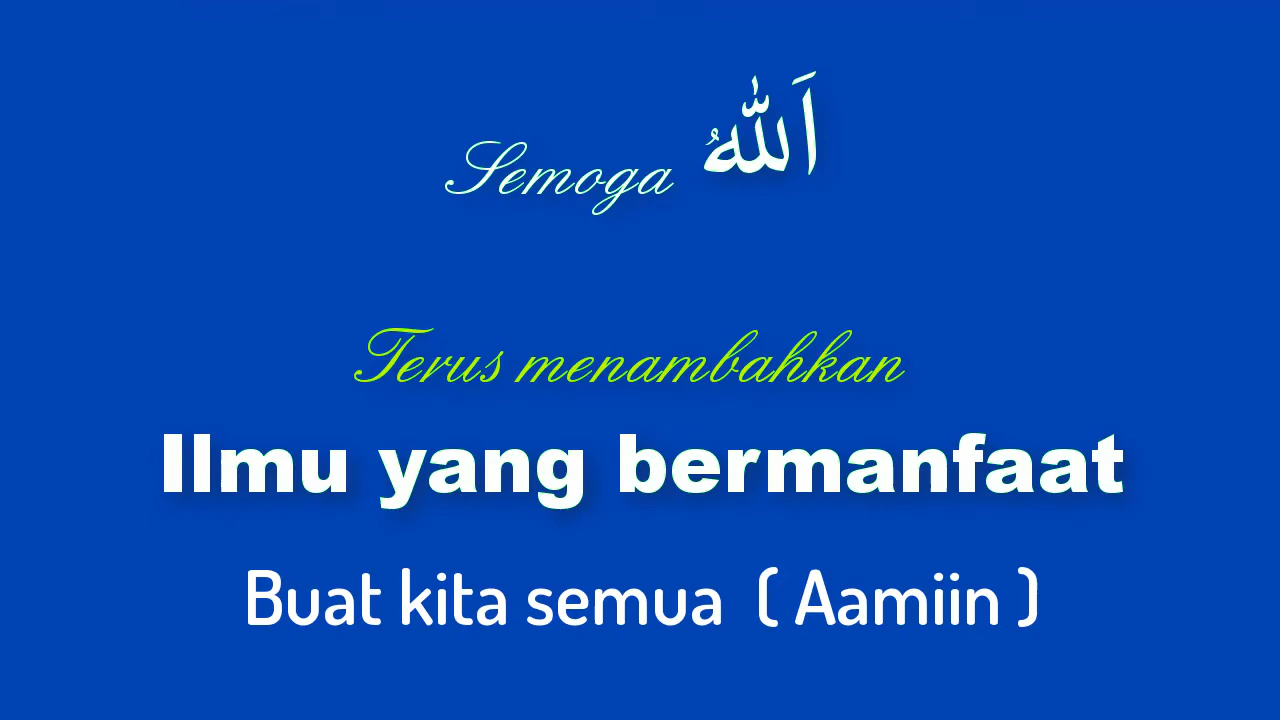 Semoga اَللّٰهُ
Terus menambahkan
Ilmu yang bermanfaat
Buat kita semua ( Aamiin )